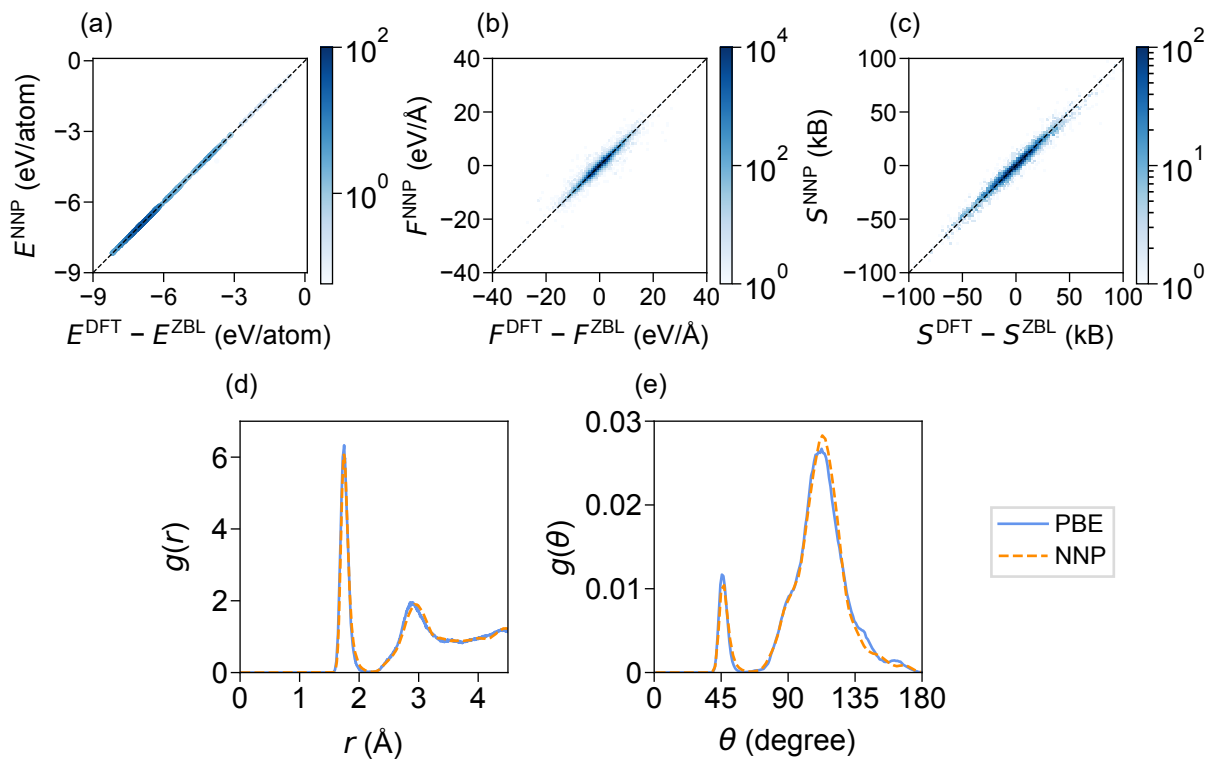 (a)
E^NNP (eV/atom)
0
−3
−6
−9
−9 −6 −3 0
E^DFT − E^ZBL (eV/atom)
10^2
10^0
(b)
F^NNP (eV/Å)
40
20
0
−20
−40
−40 −20 0 20 40
F^DFT − F^ZBL (eV/Å)
10^4
10^2
10^0
(c)
S^NNP (kB)
100
50
0
−50
−100
−100 −50 0 50 100
S^DFT − S^ZBL (kB)
10^2
10^1
10^0
(d)
g(r)
6
4
2
0
0 1 2 3 4
r (Å)
(e)
g(θ)
0.03
0.02
0.01
0
0 45 90 135 180
θ (degree)
PBE
NNP